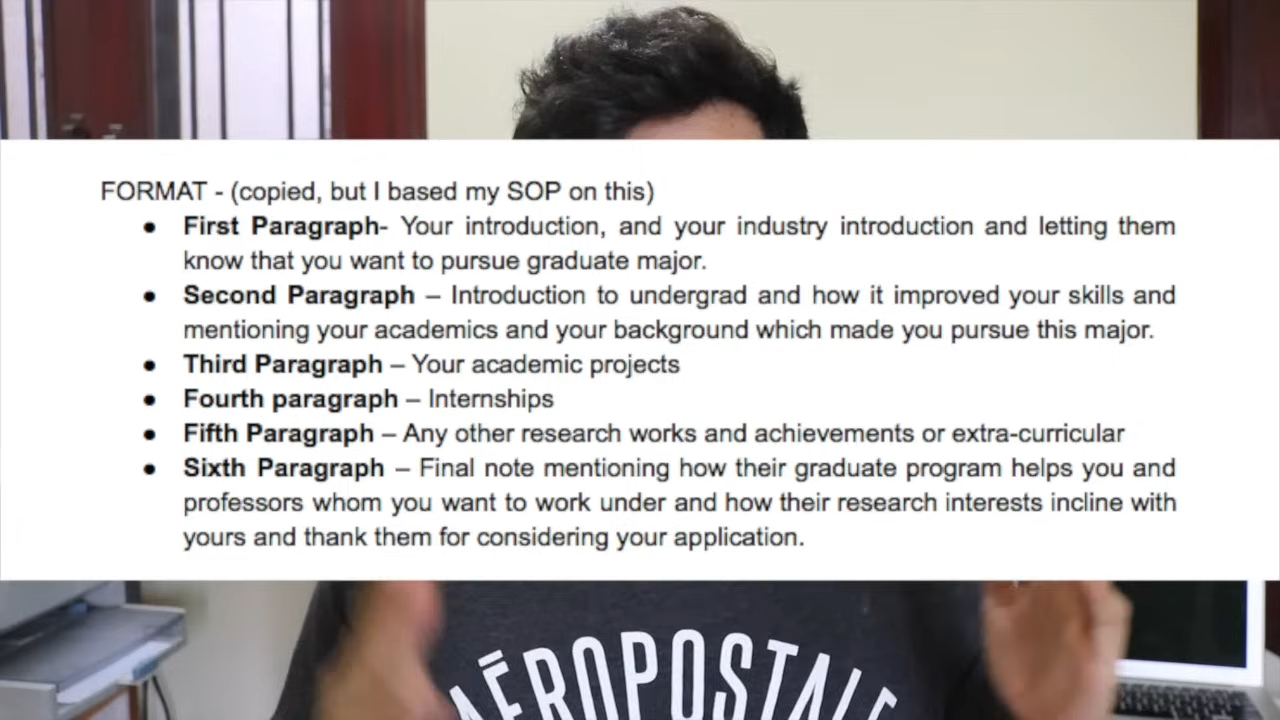 FORMAT - (copied, but I based my SOP on this)
● First Paragraph- Your introduction, and your industry introduction and letting them
know that you want to pursue graduate major.
● Second Paragraph – Introduction to undergrad and how it improved your skills and
mentioning your academics and your background which made you pursue this major.
● Third Paragraph – Your academic projects
● Fourth paragraph – Internships
● Fifth Paragraph – Any other research works and achievements or extra-curricular
● Sixth Paragraph – Final note mentioning how their graduate program helps you and
professors whom you want to work under and how their research interests incline with
yours and thank them for considering your application.
AÉROPOSTALE